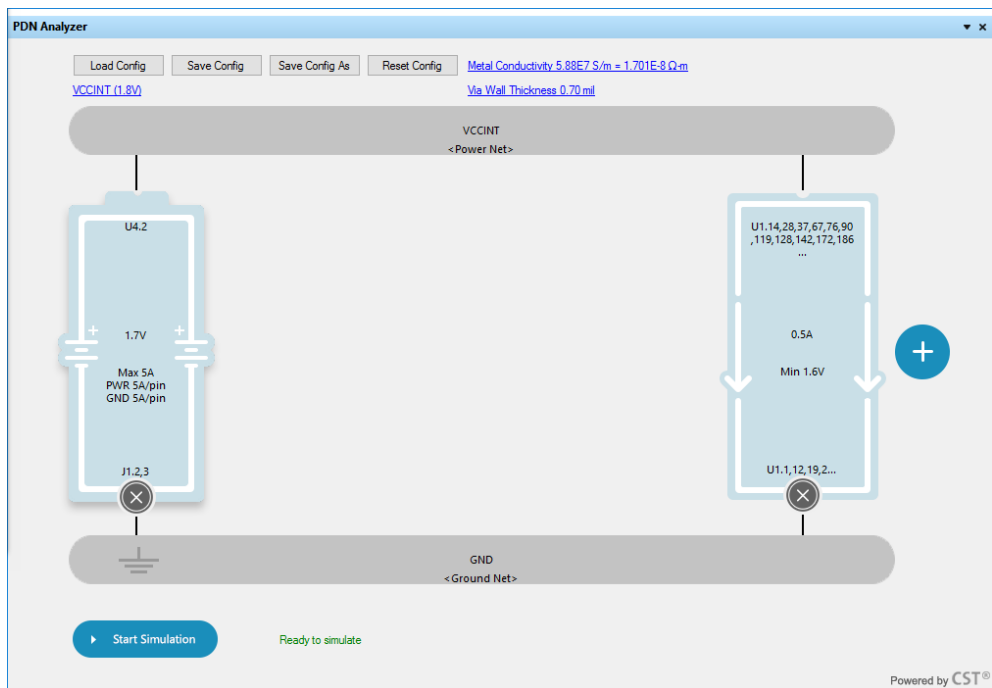 PDN Analyzer
Load Config
Save Config
Save Config As
Reset Config
Metal Conductivity 5.88E7 S/m = 1.701E-8 Ω-m
VCCINT (1.8V)
Via Wall Thickness 0.70 mil
VCCINT
<Power Net>
U4.2
1.7V
Max 5A
PWR 5A/pin
GND 5A/pin
J1.2,3
U1.14,28,37,67,76,90
,119,128,142,172,186
...
0.5A
Min 1.6V
U1.1,12,19,2...
GND
<Ground Net>
Start Simulation
Ready to simulate
Powered by CST®